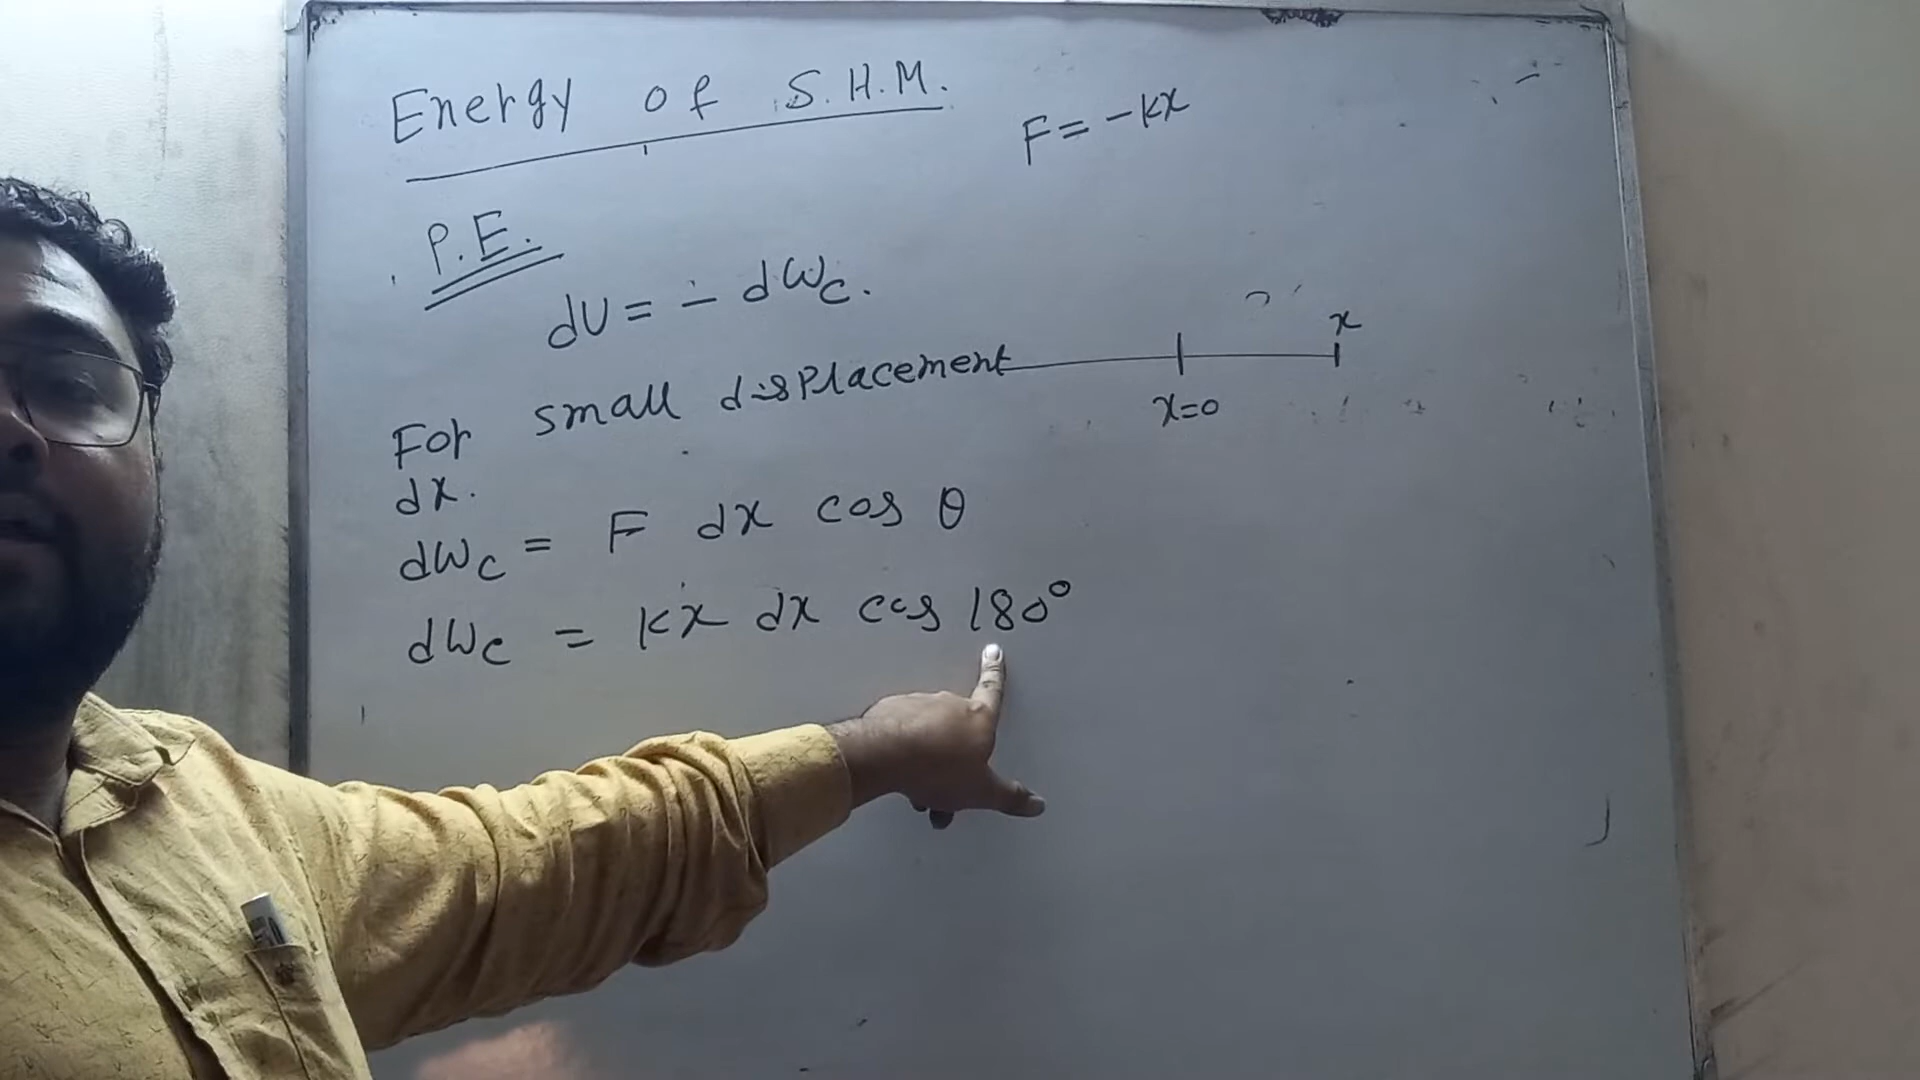 Energy of S.H.M.
F = -kx
P.E.
dU = - dWc.
For small displacement
dx.
x
x=0
dWc = F dx cos θ
dWc = kx dx cos 180°